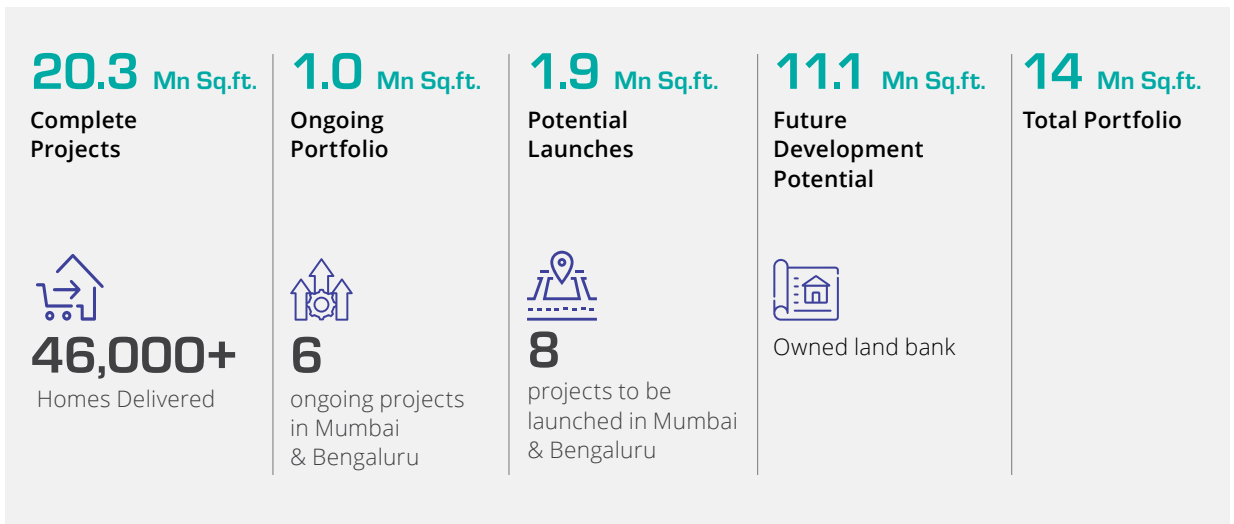 20.3 Mn Sq.ft.
Complete
Projects
46,000+
Homes Delivered
1.0 Mn Sq.ft.
Ongoing
Portfolio
6
ongoing projects
in Mumbai
& Bengaluru
1.9 Mn Sq.ft.
Potential
Launches
8
projects to be
launched in Mumbai
& Bengaluru
11.1 Mn Sq.ft.
Future
Development
Potential
Owned land bank
14 Mn Sq.ft.
Total Portfolio